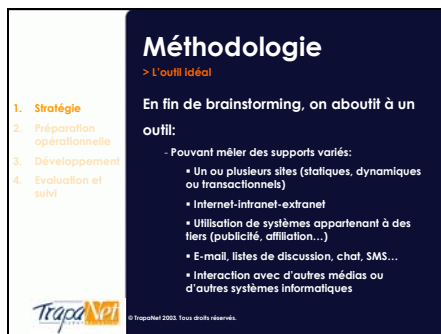 Méthodologie
> L'outil idéal
1. Stratégie
2. Préparation
opérationnelle
3. Développement
4. Evaluation et
suivi
En fin de brainstorming, on aboutit à un
outil:
- Pouvant mêler des supports variés:
▪ Un ou plusieurs sites (statiques, dynamiques
ou transactionnels)
▪ Internet-intranet-extranet
▪ Utilisation de systèmes appartenant à des
tiers (publicité, affiliation…)
▪ E-mail, listes de discussion, chat, SMS…
▪ Interaction avec d'autres médias ou
d'autres systèmes informatiques
TrapaNet
© TrapaNet 2003. Tous droits réservés.